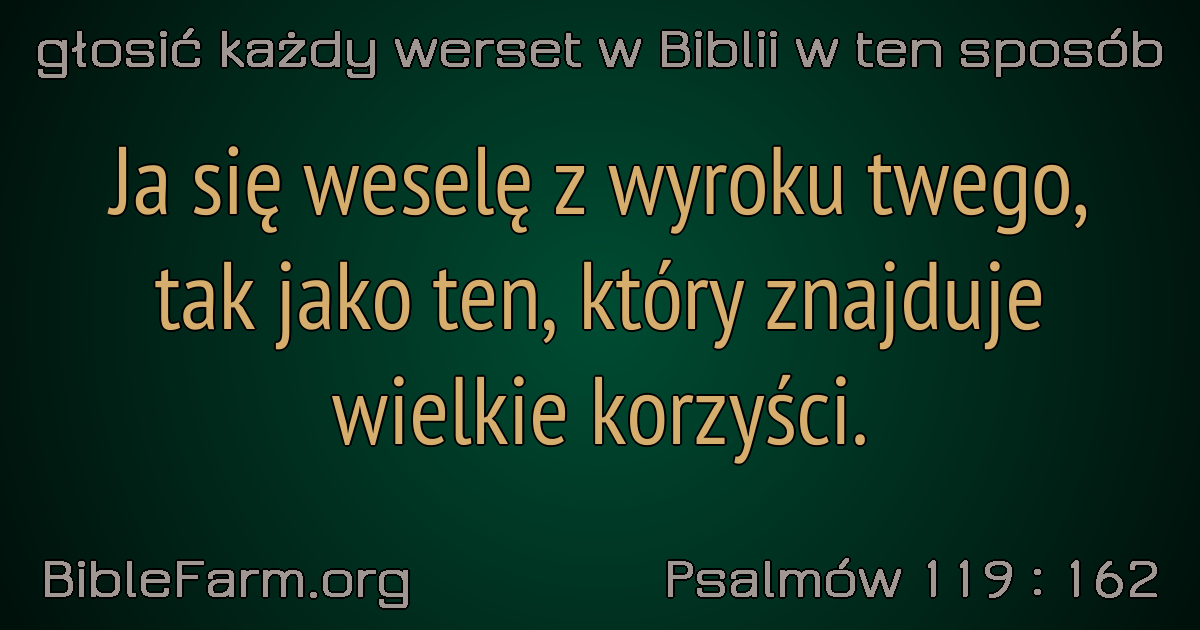 głosić każdy werset w Biblii w ten sposób
Ja się weselę z wyroku twego,
tak jako ten, który znajduje
wielkie korzyści.
BibleFarm.org
Psalmów 119 : 162